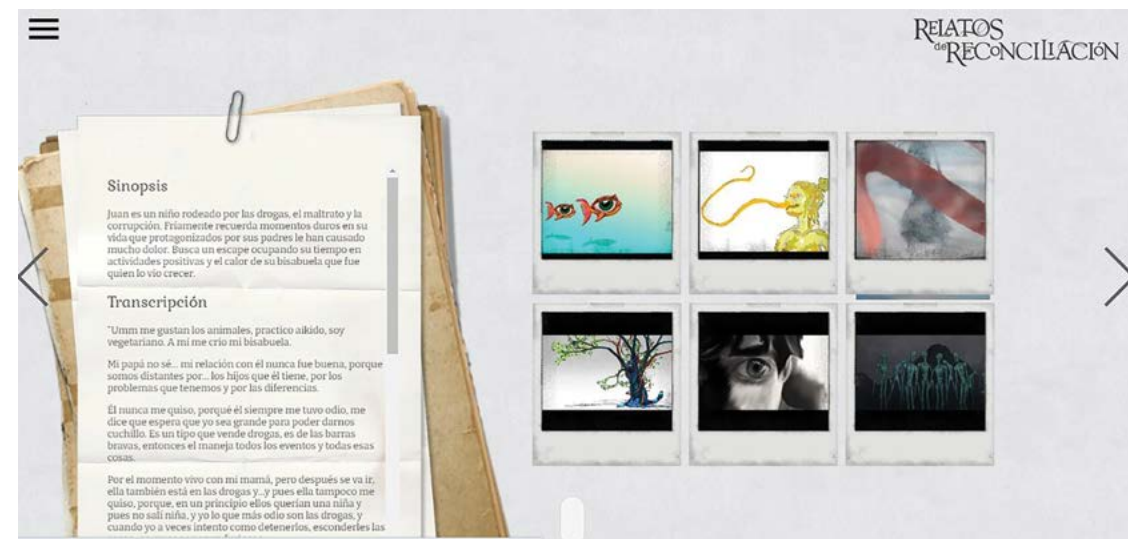 RELATOS
de RECONCILIACIÓN
Sinopsis
Juan es un niño rodeado por las drogas, el maltrato y la
corrupción. Friamente recuerda momentos duros en su
vida que protagonizados por sus padres le han causado
mucho dolor. Busca un escape ocupando su tiempo en
actividades positivas y el calor de su bisabuela que fue
quien lo vio crecer.
Transcripción
"Umm me gustan los animales, practico aikido, soy
vegetariano. A mi me crio mi bisabuela.
Mi papá no sé... mi relación con él nunca fue buena, porque
somos distantes por... los hijos que él tiene, por los
problemas que tenemos y por las diferencias.
Él nunca me quiso, porqué él siempre me tuvo odio, me
dice que espera que yo sea grande para poder darnos
cuchillo. Es un tipo que vende drogas, es de las barras
bravas, entonces el maneja todos los eventos y todas esas
cosas.
Por el momento vivo con mi mamá, pero después se va ir,
ella también está en las drogas y...y pues ella tampoco me
quiso, porque, en un principio ellos querían una niña y
pues no salí niña, y yo lo que más odio son las drogas, y
cuando yo a veces intento como detenerlos, esconderles las